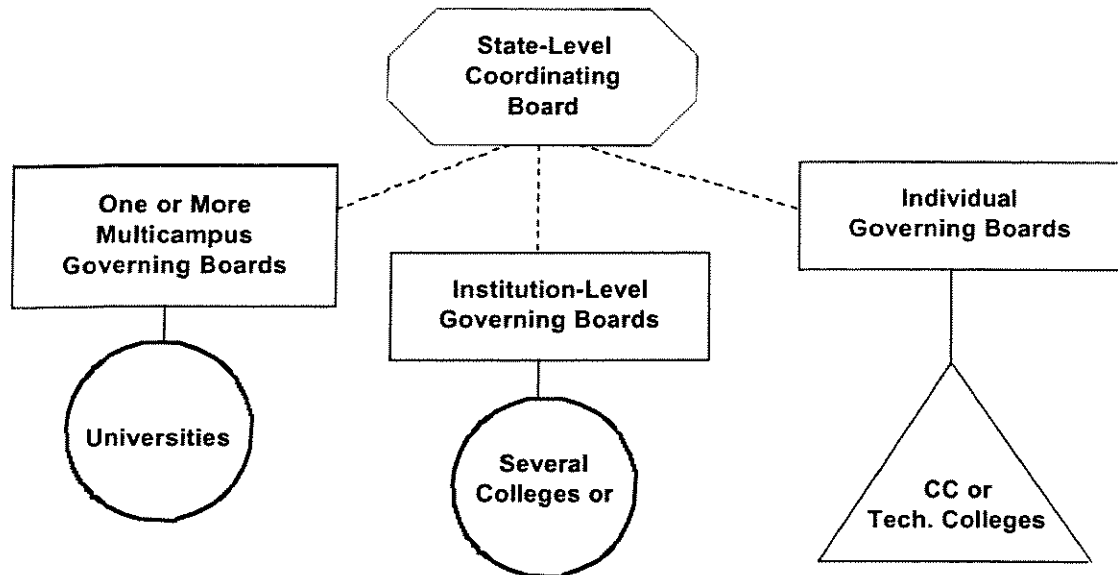 State-Level
Coordinating
Board
One or More
Multicampus
Governing Boards
Institution-Level
Governing Boards
Individual
Governing Boards
Universities
Several
Colleges or
CC or
Tech. Colleges